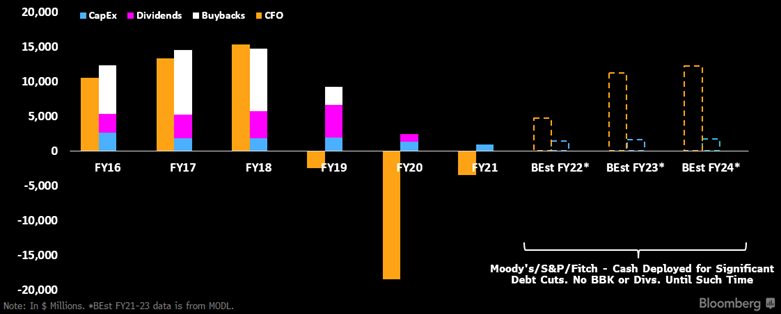 CapEx Dividends Buybacks CFO
20,000
15,000
10,000
5,000
0
-5,000
-10,000
-15,000
-20,000
FY16 FY17 FY18 FY19 FY20 FY21 BEst FY22* BEst FY23* BEst FY24*
Moody's/S&P/Fitch - Cash Deployed for Significant
Debt Cuts. No BBK or Divs. Until Such Time
Note: In $ Millions. *BEst FY21-23 data is from MODL.
Bloomberg